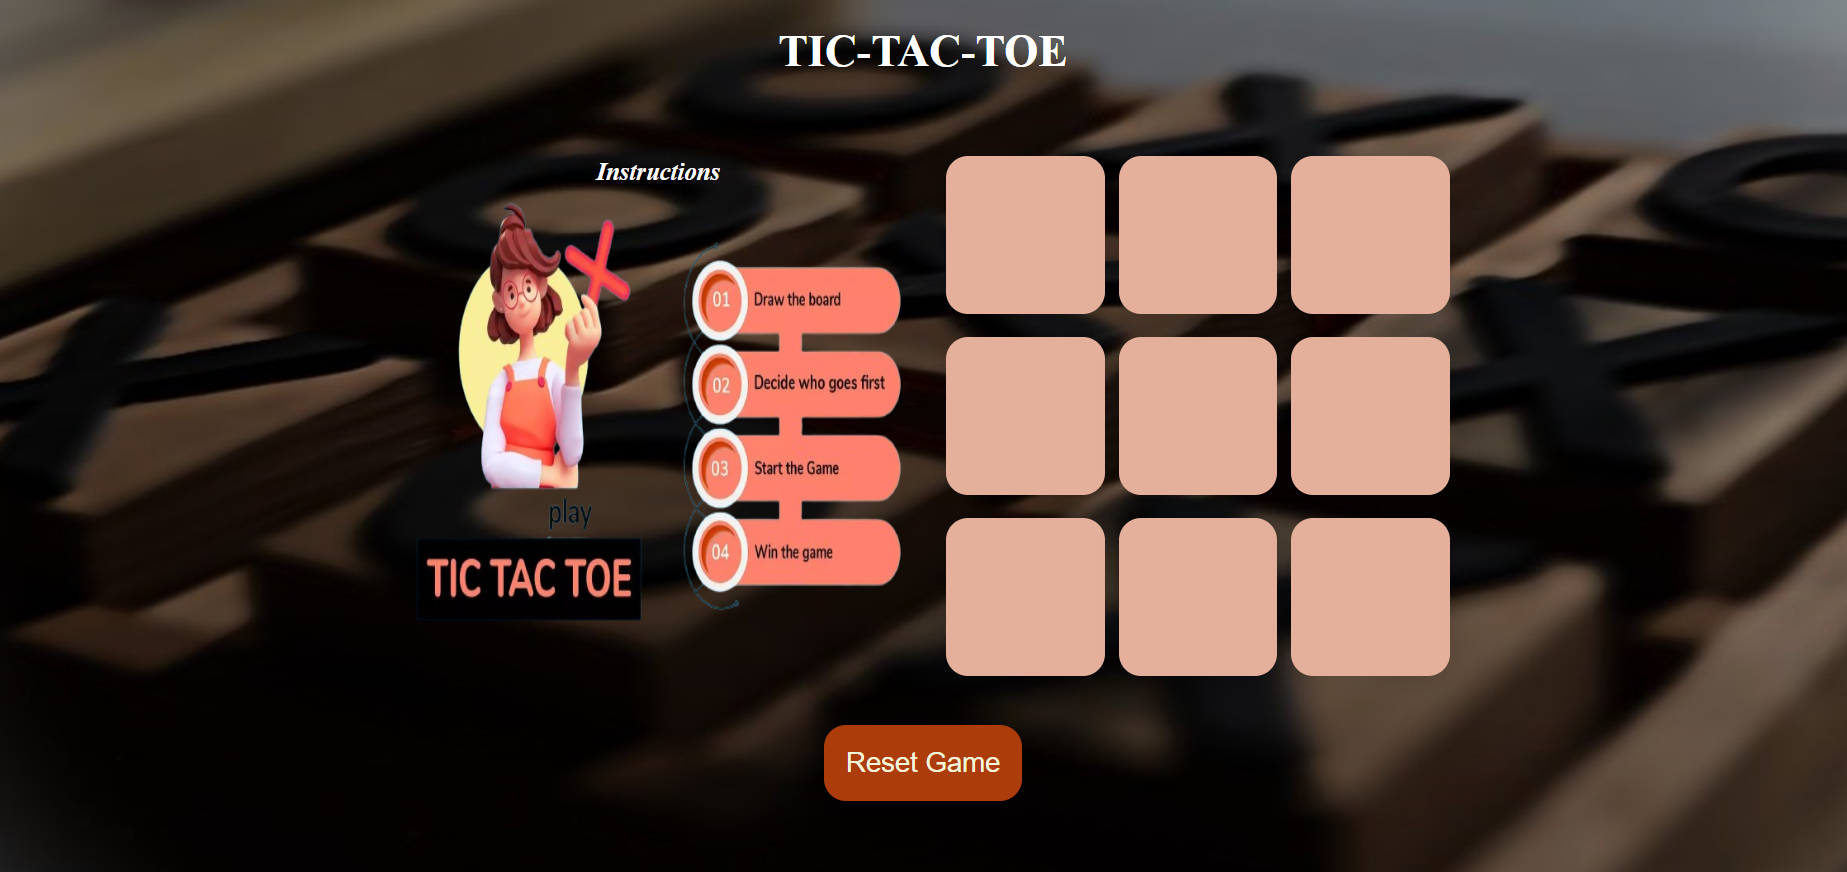 TIC-TAC-TOE
Instructions
play
TIC TAC TOE
01 Draw the board
02 Decide who goes first
03 Start the Game
04 Win the game
Reset Game